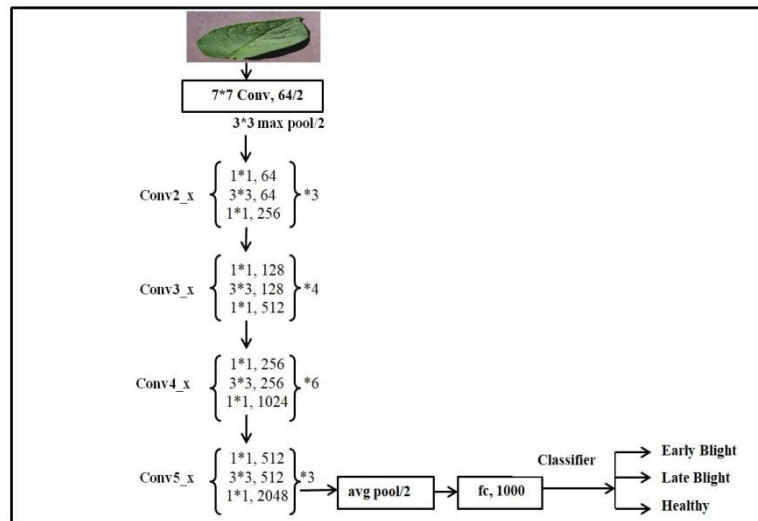 7*7 Conv, 64/2
3*3 max pool/2
Conv2_x
1*1, 64
3*3, 64
1*1, 256
*3
Conv3_x
1*1, 128
3*3, 128
1*1, 512
*4
Conv4_x
1*1, 256
3*3, 256
1*1, 1024
*6
Conv5_x
1*1, 512
3*3, 512
1*1, 2048
*3
avg pool/2
fc, 1000
Classifier
Early Blight
Late Blight
Healthy